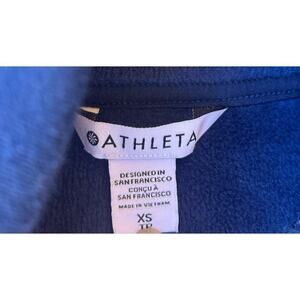 ATHLETA
DESIGNED IN
SAN FRANCISCO
CONÇU À
SAN FRANCISCO
MADE IN VIETNAM
XS